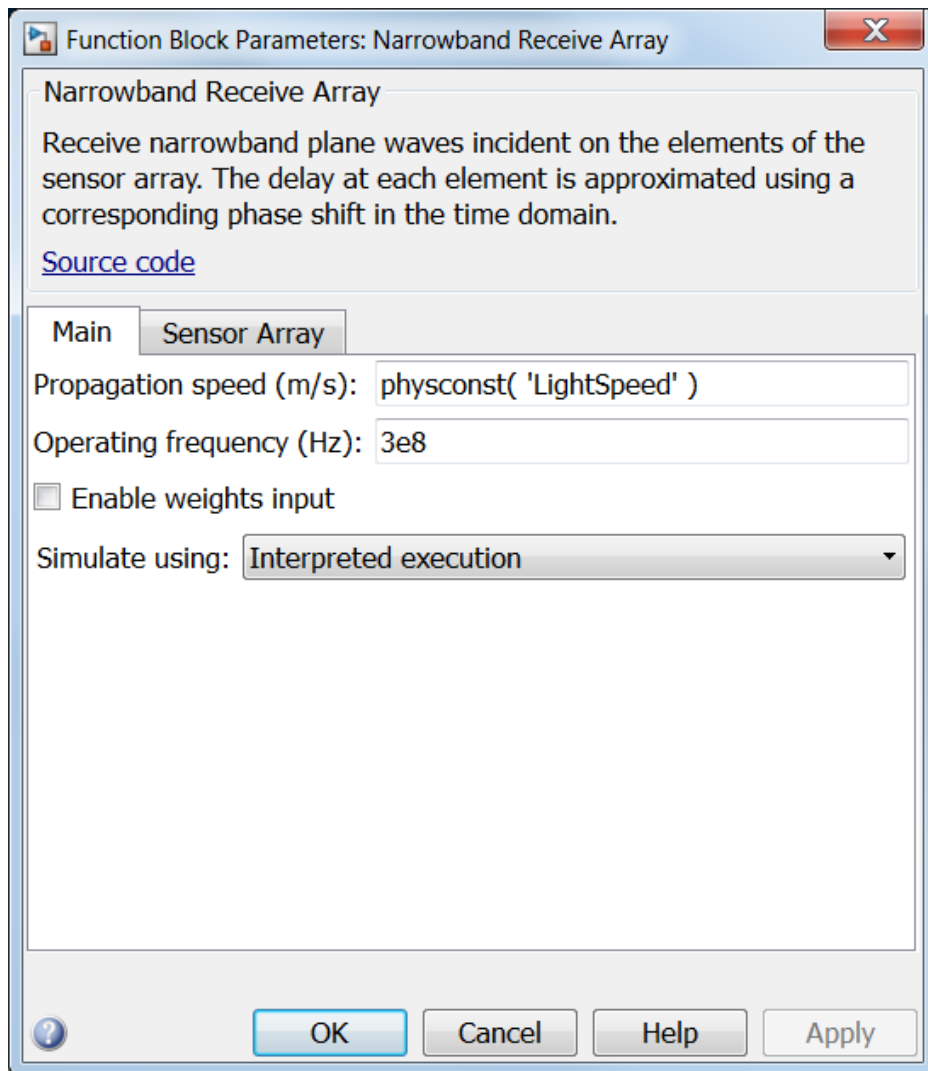 Function Block Parameters: Narrowband Receive Array
X
Narrowband Receive Array
Receive narrowband plane waves incident on the elements of the
sensor array. The delay at each element is approximated using a
corresponding phase shift in the time domain.
Source code
Main Sensor Array
Propagation speed (m/s): physconst( 'LightSpeed' )
Operating frequency (Hz): 3e8
Enable weights input
Simulate using: Interpreted execution
? OK Cancel Help Apply